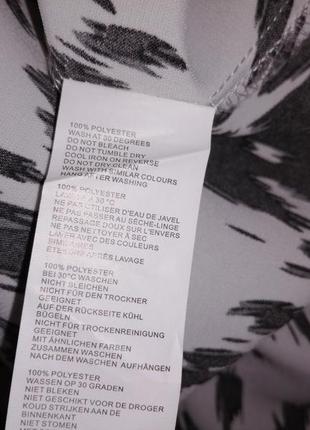 100% POLYESTER
WASH AT 30 DEGREES
DO NOT BLEACH
DO NOT TUMBLE DRY
COOL IRON ON REVERSE
DO NOT DRY CLEAN
WASH WITH SIMILAR COLOURS
HANG AFTER WASHING
100% POLYESTER
LAVER A 30 °C
NE PAS UTILISER D'EAU DE JAVEL
NE PAS PASSER AU SÈCHE-LINGE
REPASSAGE DOUX SUR L'ENVERS
NE PAS NETTOYER À SEC
LAVER AVEC DES COULEURS
SIMILAIRES
APRÈS LAVAGE
100% POLYESTER
BEI 30°C WASCHEN
NICHT BLEICHEN
NICHT FÜR DEN TROCKNER
GEEIGNET
AUF DER RÜCKSEITE KÜHL
BÜGELN
NICHT FÜR TROCKENREINIGUNG
GEEIGNET
MIT ÄHNLICHEN FARBEN
ZUSAMMEN WASCHEN
NACH DEM WASCHEN AUFHÄNGEN
100% POLYESTER
WASSEN OP 30 GRADEN
NIET BLEKEN
NIET GESCHIKT VOOR DE DROGER
KOUD STRIJKEN AAN DE
BINNENKANT
NIET STOMEN